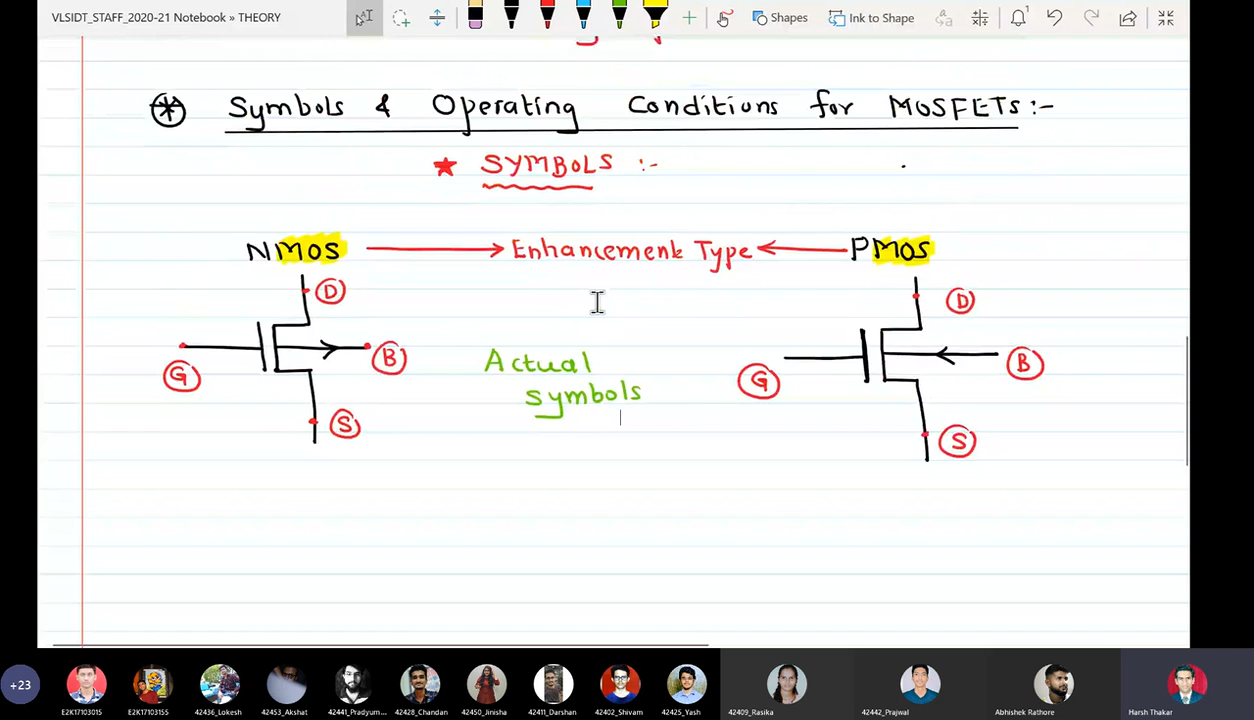 VLSIDT_STAFF_2020-21 Notebook » THEORY
Shapes
Ink to Shape
Symbols & Operating Conditions for MOSFETs :-
★ SYMBOLS :-
NMOS → Enhancement Type ← PMOS
D
D
G
B
Actual
symbols
G
B
S
S
+23
E2K17103015
E2K17103155
42436_Lokesh
42453_Akshat
42441_Pradyum...
42428_Chandan
42450_Jinisha
42411_Darshan
42402_Shivam
42425_Yash
42409_Rasika
42442_Prajwal
Abhishek Rathore
Harsh Thakar